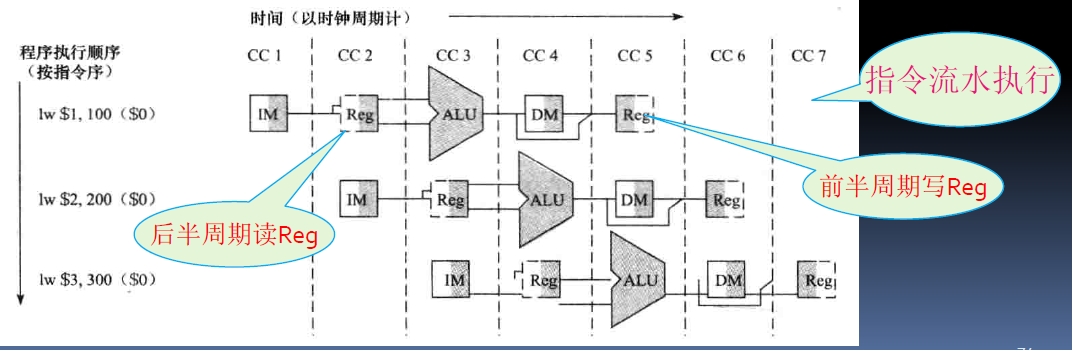 时间（以时钟周期计）
程序执行顺序
（按指令序）
CC 1 CC 2 CC 3 CC 4 CC 5 CC 6 CC 7
指令流水执行
lw $1, 100（$0） IM Reg ALU DM Reg
前半周期写Reg
lw $2, 200（$0） IM Reg ALU DM Reg
后半周期读Reg
lw $3, 300（$0） IM Reg ALU DM Reg